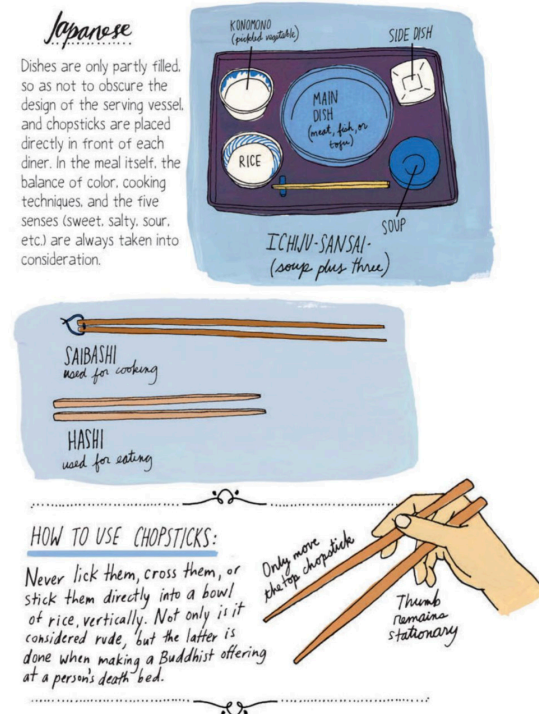 Japanese
Dishes are only partly filled,
so as not to obscure the
design of the serving vessel,
and chopsticks are placed
directly in front of each
diner. In the meal itself, the
balance of color, cooking
techniques, and the five
senses (sweet, salty, sour,
etc.) are always taken into
consideration.
KONOMONO
(pickled vegetable)
SIDE DISH
MAIN
DISH
(meat, fish, or
tofu)
RICE
SOUP
ICHIJU-SANSAI-
(soup plus three)
SAIBASHI
used for cooking
HASHI
used for eating
HOW TO USE CHOPSTICKS:
Never lick them, cross them, or
stick them directly into a bowl
of rice, vertically. Not only is it
considered rude, but the latter is
done when making a Buddhist offering
at a person's death bed.
Only move
the top chopstick
Thumb
remains
stationary